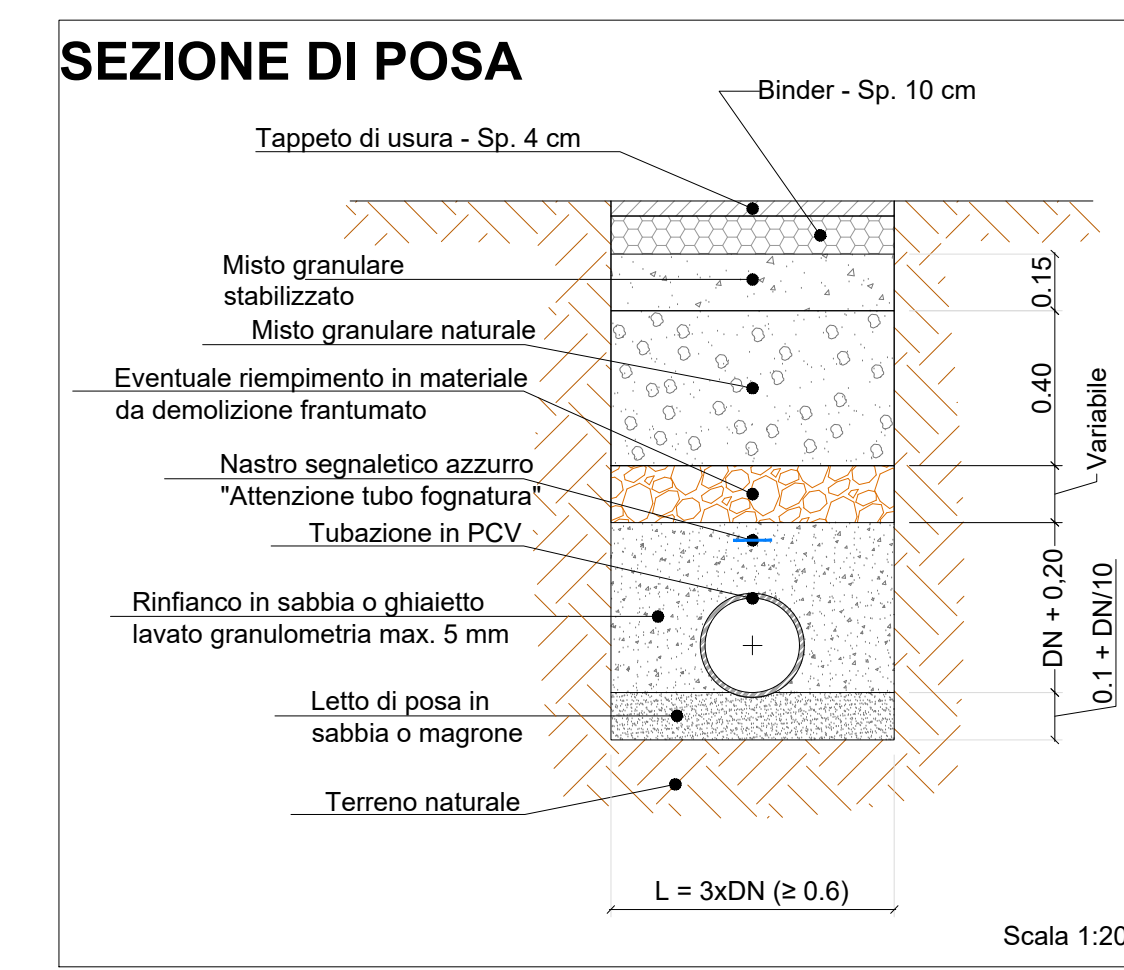 SEZIONE DI POSA
Binder - Sp. 10 cm
Tappeto di usura - Sp. 4 cm
Misto granulare
stabilizzato
Misto granulare naturale
Eventuale riempimento in materiale
da demolizione frantumato
Nastro segnaletico azzurro
"Attenzione tubo fognatura"
Tubazione in PCV
Rinfianco in sabbia o ghiaietto
lavato granulometria max. 5 mm
Letto di posa in
sabbia o magrone
Terreno naturale
0.15
0.40
Variabile
DN + 0,20
0.1 + DN/10
L = 3xDN (≥ 0.6)
Scala 1:20